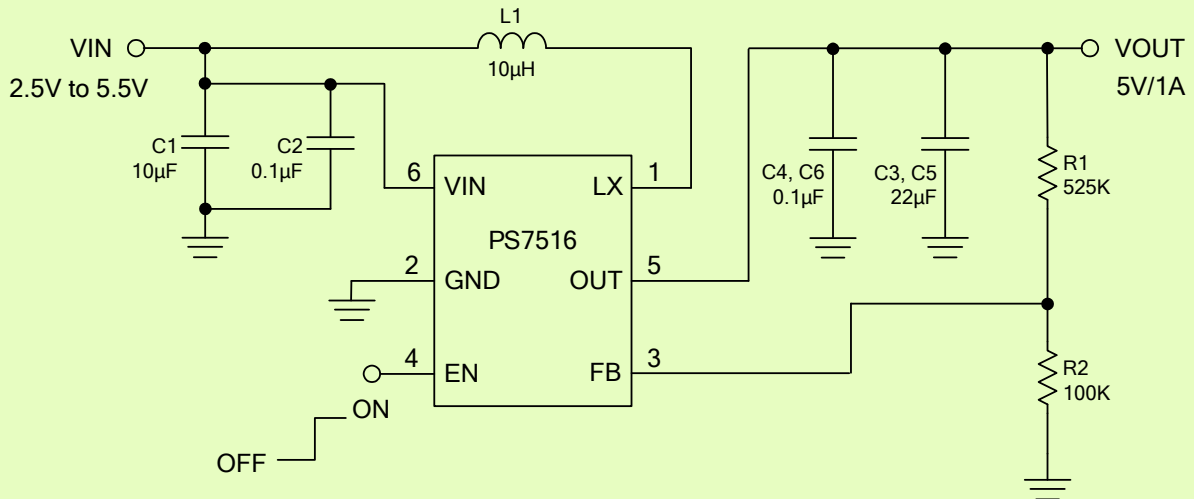 L1
VIN
10µH
VOUT
2.5V to 5.5V
5V/1A
C1
10µF
C2
0.1µF
C4, C6
0.1µF
C3, C5
22µF
R1
525K
6
VIN
LX
1
PS7516
2
GND
OUT
5
4
EN
FB
3
R2
100K
ON
OFF